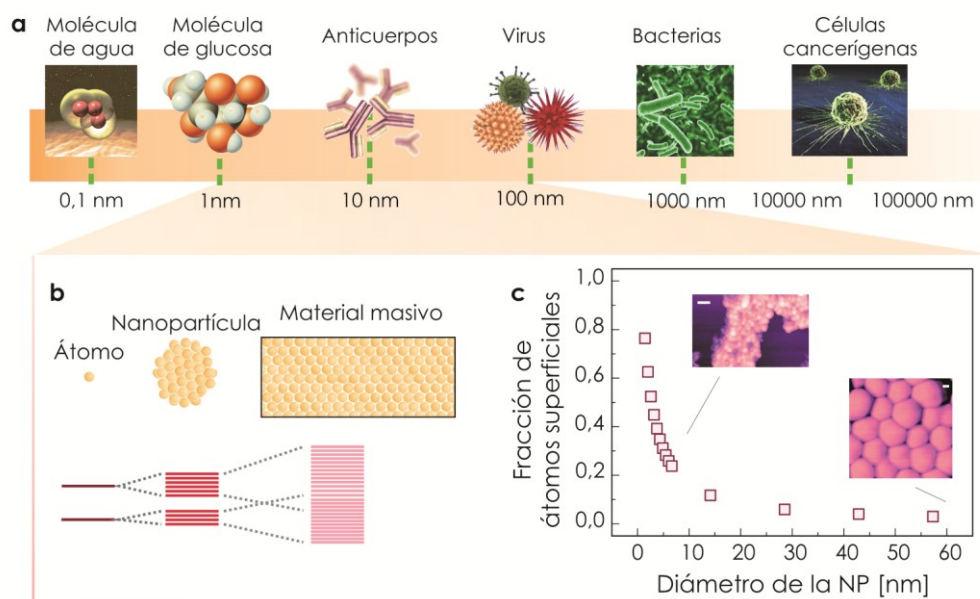 a
Molécula
de agua
Molécula
de glucosa
Anticuerpos
Virus
Bacterias
Células
cancerígenas
0,1 nm
1nm
10 nm
100 nm
1000 nm
10000 nm
100000 nm
b
Átomo
Nanopartícula
Material masivo
c
Fracción de
átomos superficiales
1,0
0,8
0,6
0,4
0,2
0,0
0
10
20
30
40
50
60
Diámetro de la NP [nm]